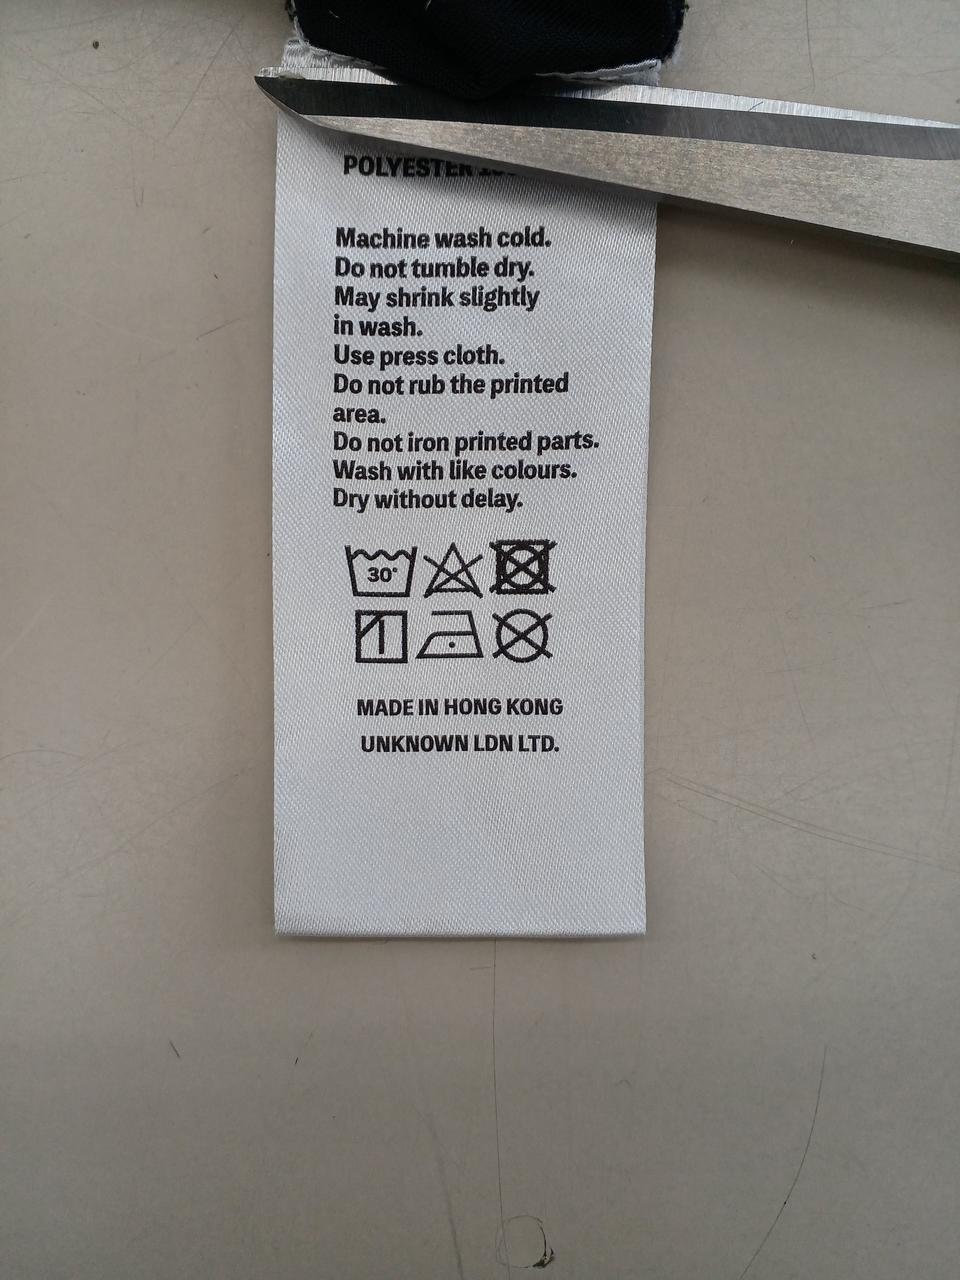 POLYESTER
Machine wash cold.
Do not tumble dry.
May shrink slightly
in wash.
Use press cloth.
Do not rub the printed
area.
Do not iron printed parts.
Wash with like colours.
Dry without delay.
30°
MADE IN HONG KONG
UNKNOWN LDN LTD.